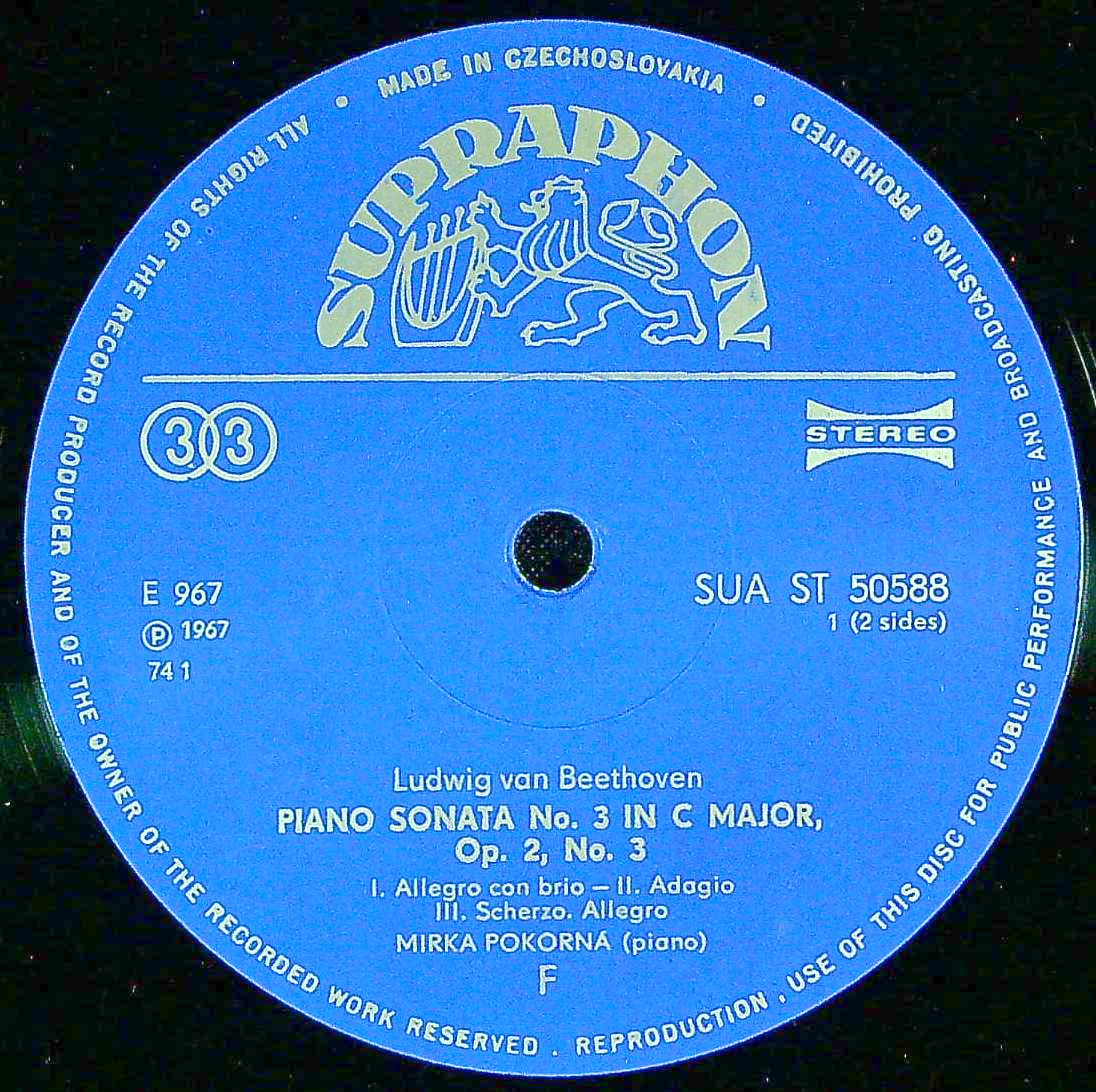 MADE IN CZECHOSLOVAKIA
ALL RIGHTS OF THE RECORD PRODUCER AND OF THE OWNER OF THE RECORDED WORK RESERVED . REPRODUCTION , USE OF THIS DISC FOR PUBLIC PERFORMANCE AND BROADCASTING PROHIBITED
SUPRAPHON
33
STEREO
E 967
SUA ST 50588
℗ 1967
1 (2 sides)
74 1
Ludwig van Beethoven
PIANO SONATA No. 3 IN C MAJOR,
Op. 2, No. 3
I. Allegro con brio – II. Adagio
III. Scherzo. Allegro
MIRKA POKORNÁ (piano)
F